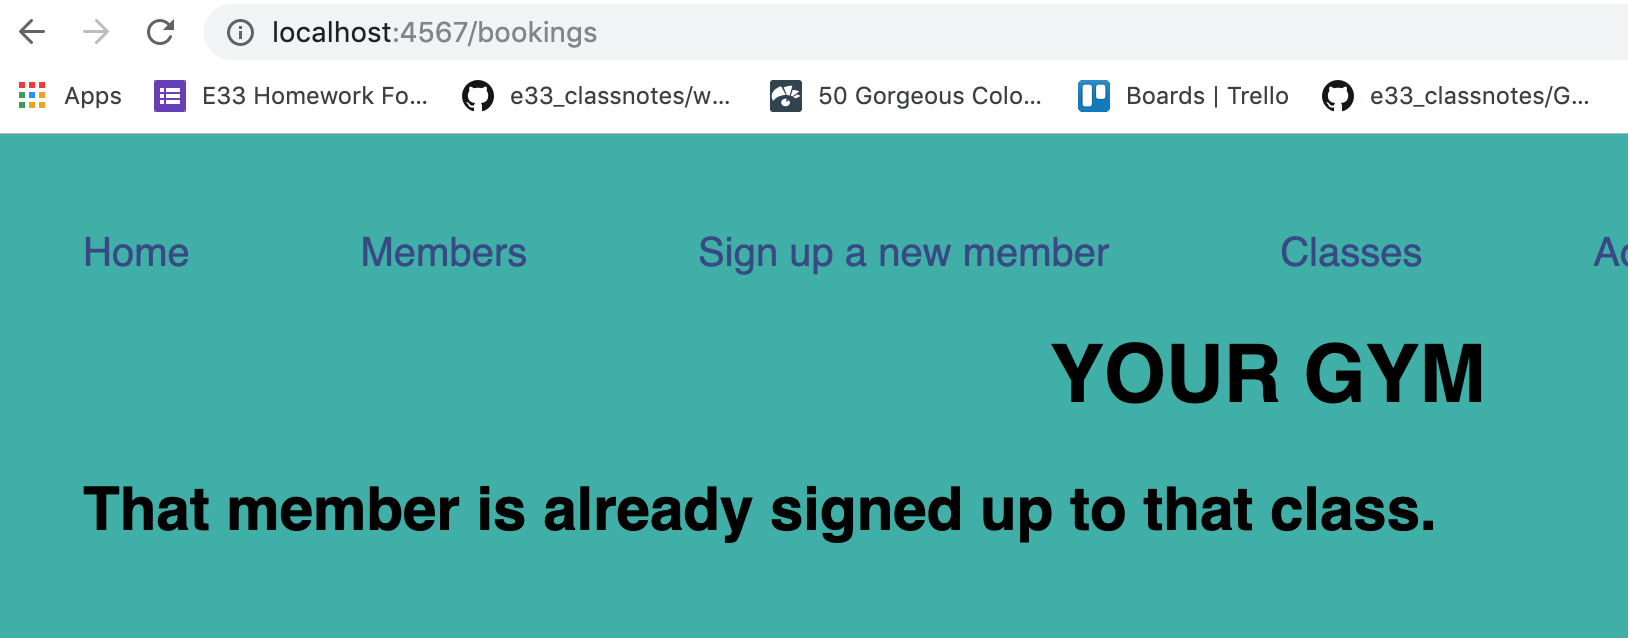 localhost:4567/bookings
Apps E33 Homework Fo... e33_classnotes/w... 50 Gorgeous Colo... Boards | Trello e33_classnotes/G...
Home Members Sign up a new member Classes
YOUR GYM
That member is already signed up to that class.